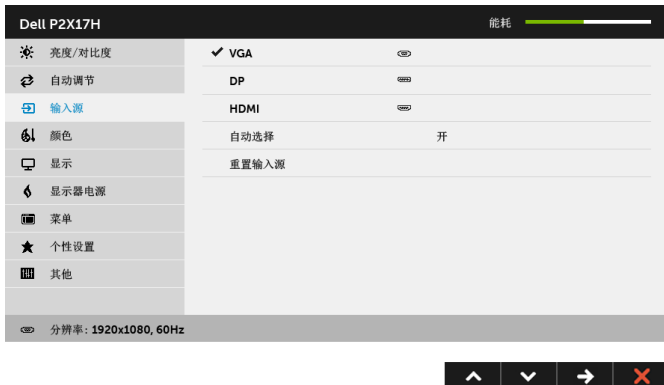 Dell P2X17H 能耗
亮度/对比度 VGA
自动调节 DP
输入源 HDMI
颜色 自动选择 开
显示 重置输入源
显示器电源
菜单
个性设置
其他
分辨率: 1920x1080, 60Hz